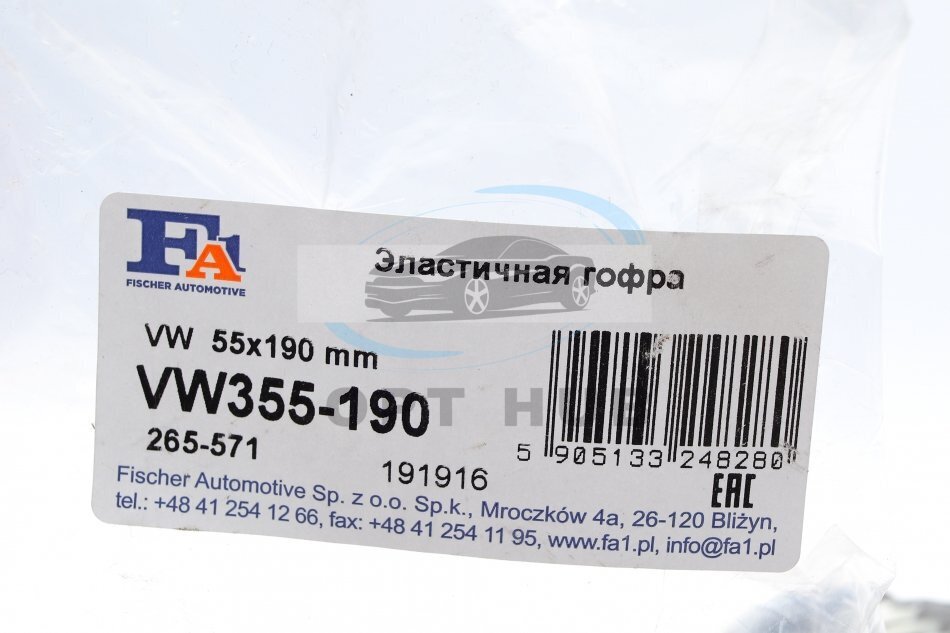 FA1
FISCHER AUTOMOTIVE
Эластичная гофра
VW 55x190 mm
VW355-190
265-571
191916
5 905133 248280
EAC
Fischer Automotive Sp. z o.o. Sp.k., Mroczków 4a, 26-120 Bliżyn,
tel.: +48 41 254 12 66, fax: +48 41 254 11 95, www.fa1.pl, info@fa1.pl
OPT HUB